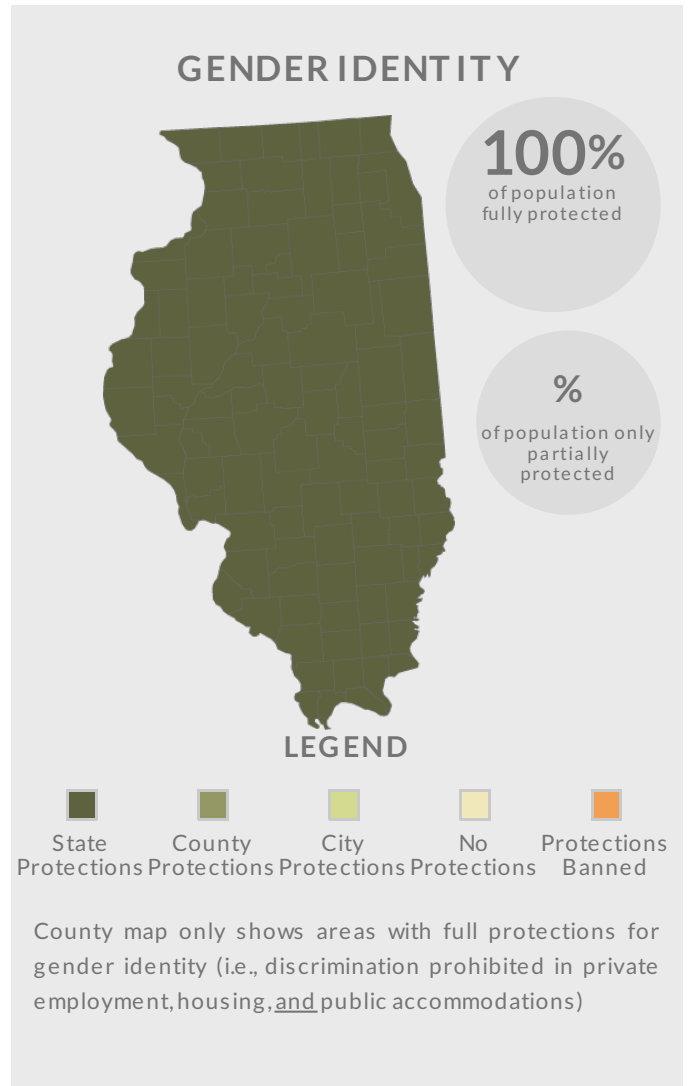 GENDER IDENTITY
100%
of population
fully protected
%
of population only
partially
protected
LEGEND
State
Protections
County
Protections
City
Protections
No
Protections
Protections
Banned
County map only shows areas with full protections for
gender identity (i.e., discrimination prohibited in private
employment, housing, and public accommodations)